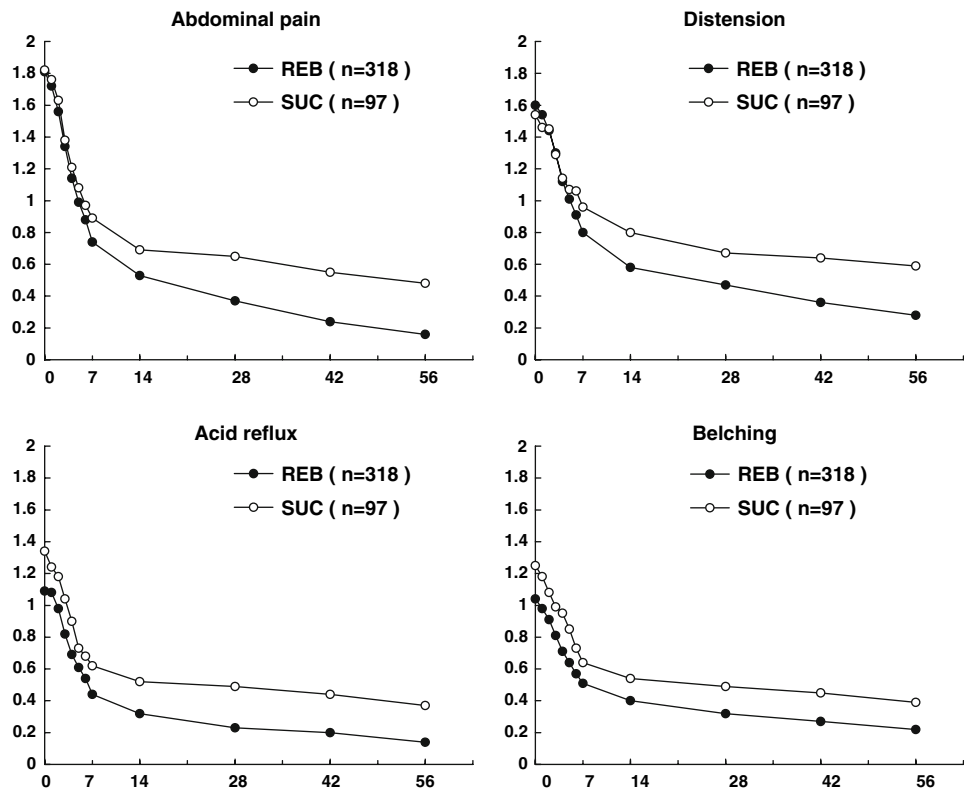 Abdominal pain
2
1.8
1.6
1.4
1.2
1
0.8
0.6
0.4
0.2
0
REB ( n=318 )
SUC ( n=97 )
0 7 14 28 42 56
Distension
2
1.8
1.6
1.4
1.2
1
0.8
0.6
0.4
0.2
0
REB ( n=318 )
SUC ( n=97 )
0 7 14 28 42 56
Acid reflux
2
1.8
1.6
1.4
1.2
1
0.8
0.6
0.4
0.2
0
REB ( n=318 )
SUC ( n=97 )
0 7 14 28 42 56
Belching
2
1.8
1.6
1.4
1.2
1
0.8
0.6
0.4
0.2
0
REB ( n=318 )
SUC ( n=97 )
0 7 14 28 42 56